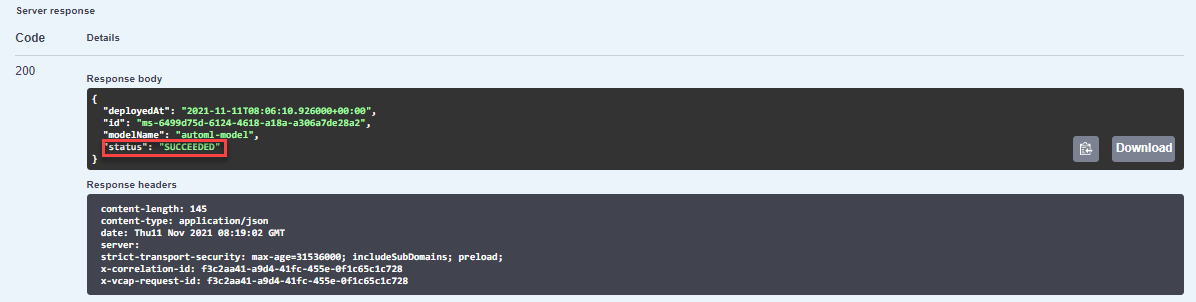 Server response
Code Details
200
Response body
{
"deployedAt": "2021-11-11T08:06:10.926000+00:00",
"id": "ms-6499d75d-6124-4618-a18a-a306a7de28a2",
"modelName": "automl-model",
"status": "SUCCEEDED"
}
Download
Response headers
content-length: 145
content-type: application/json
date: Thu11 Nov 2021 08:19:02 GMT
server:
strict-transport-security: max-age=31536000; includeSubDomains; preload;
x-correlation-id: f3c2aa41-a9d4-41fc-455e-0f1c65c1c728
x-vcap-request-id: f3c2aa41-a9d4-41fc-455e-0f1c65c1c728